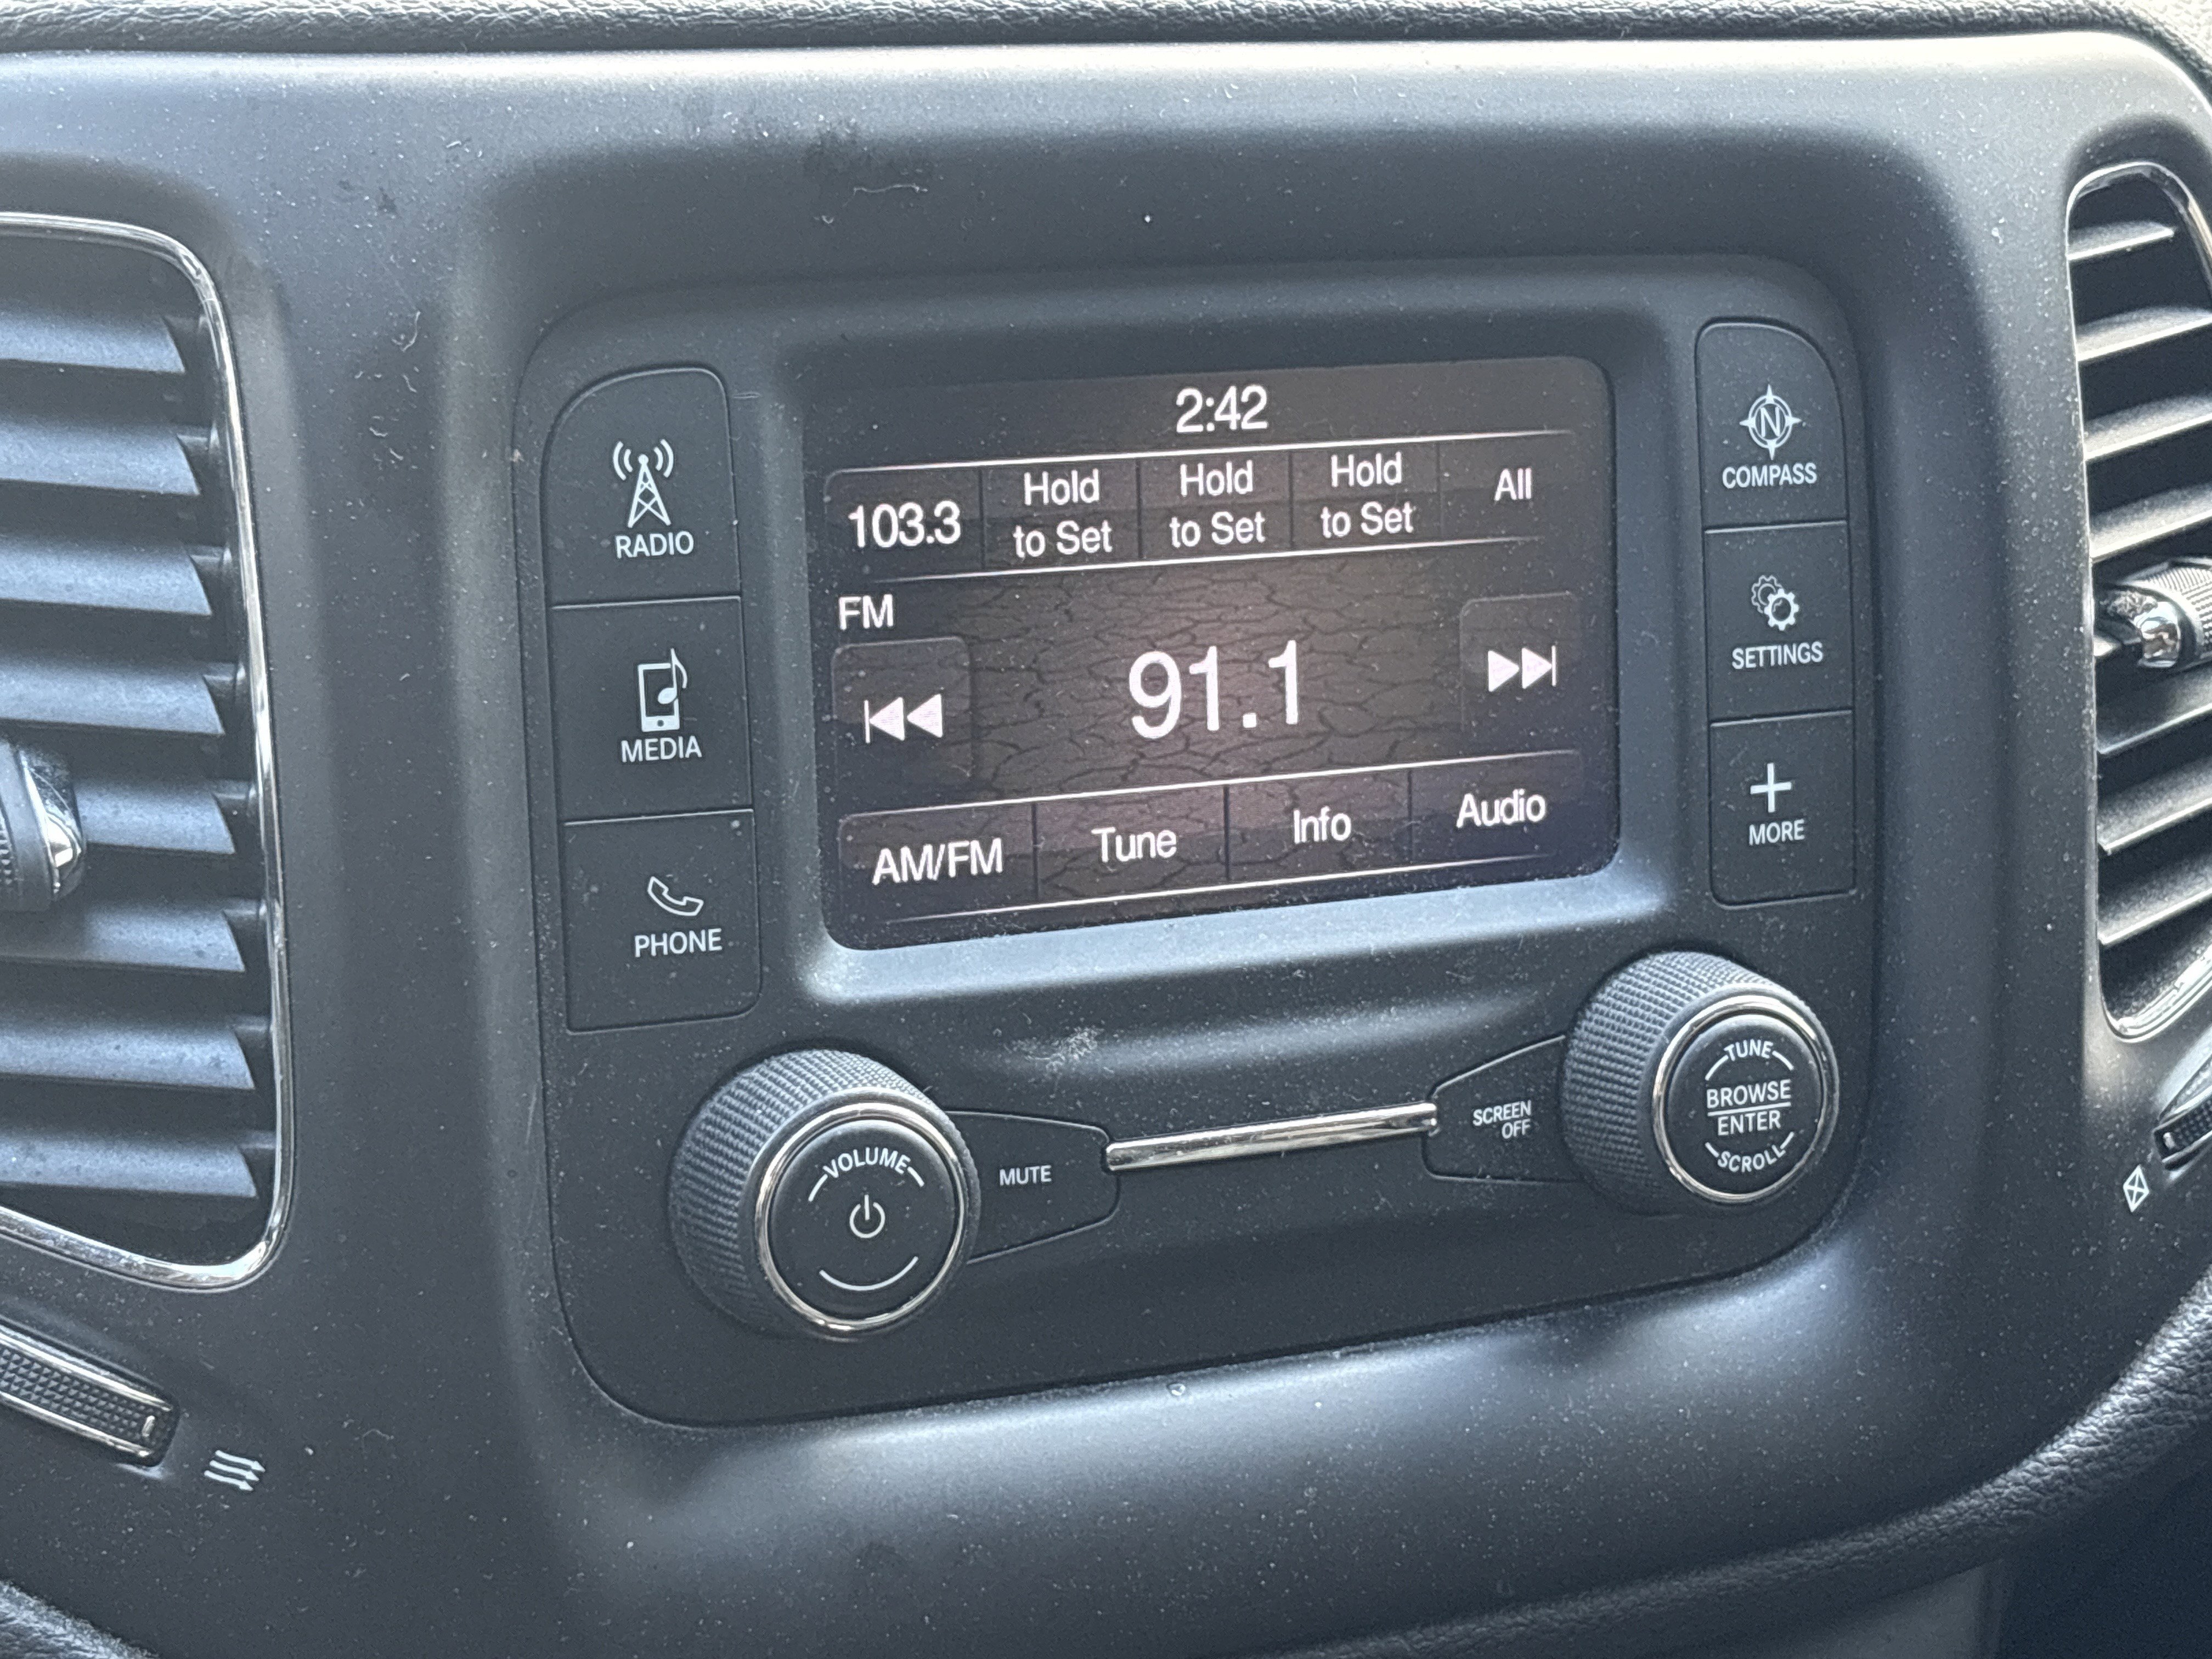 2:42
103.3
Hold
to Set
Hold
to Set
Hold
to Set
All
FM
91.1
AM/FM
Tune
Info
Audio
RADIO
MEDIA
PHONE
N
COMPASS
SETTINGS
MORE
VOLUME
MUTE
SCREEN
OFF
TUNE
BROWSE
ENTER
SCROLL